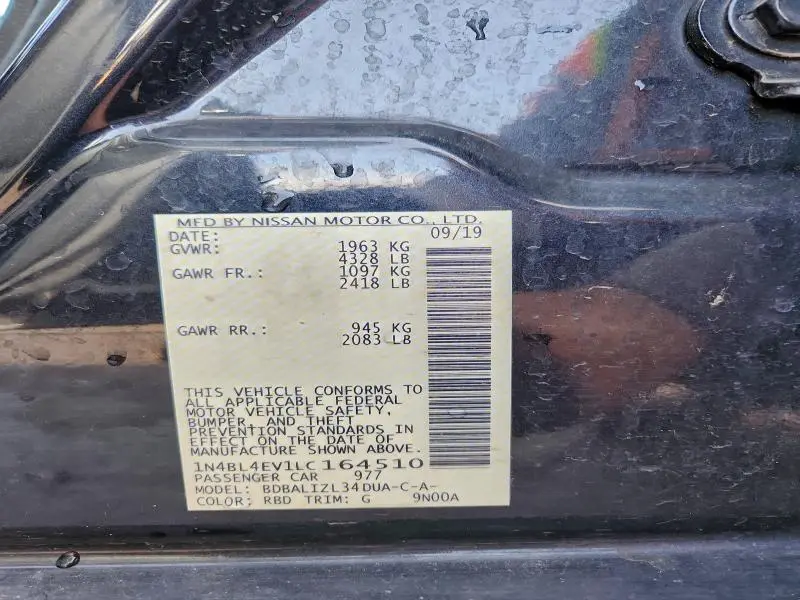 MFD BY NISSAN MOTOR CO., LTD.
DATE: 09/19
GVWR: 1963 KG
4328 LB
GAWR FR.: 1097 KG
2418 LB
GAWR RR.: 945 KG
2083 LB
THIS VEHICLE CONFORMS TO
ALL APPLICABLE FEDERAL
MOTOR VEHICLE SAFETY,
BUMPER, AND THEFT
PREVENTION STANDARDS IN
EFFECT ON THE DATE OF
MANUFACTURE SHOWN ABOVE.
1N4BL4EV1LC164510
PASSENGER CAR 977
MODEL: BDBALIZL34DUA-C-A-
COLOR; RBD TRIM: G 9N00A